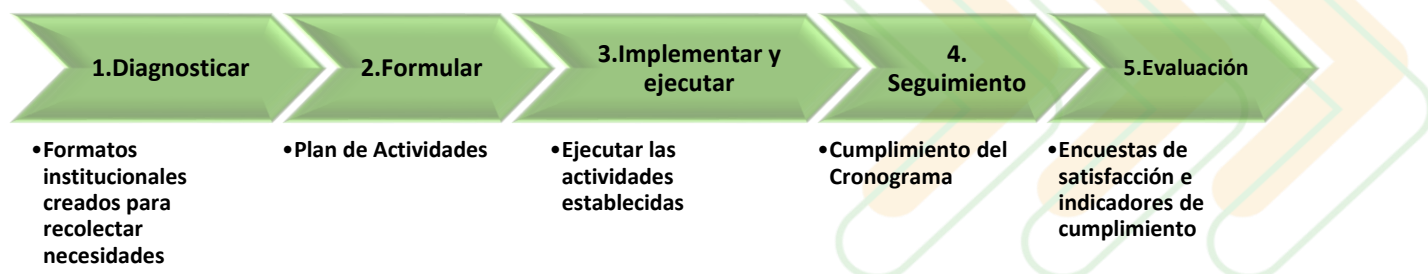 1.Diagnosticar
•Formatos
institucionales
creados para
recolectar
necesidades
2.Formular
•Plan de Actividades
3.Implementar y
ejecutar
•Ejecutar las
actividades
establecidas
4.
Seguimiento
•Cumplimiento del
Cronograma
5.Evaluación
•Encuestas de
satisfacción e
indicadores de
cumplimiento